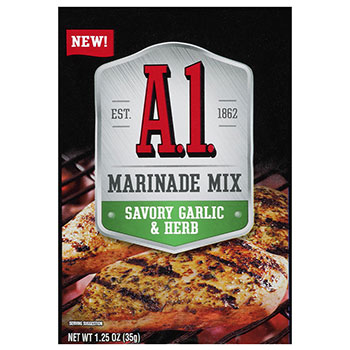 NEW!
A.1.
EST. 1862
MARINADE MIX
SAVORY GARLIC
& HERB
SERVING SUGGESTION
NET WT 1.25 OZ (35g)